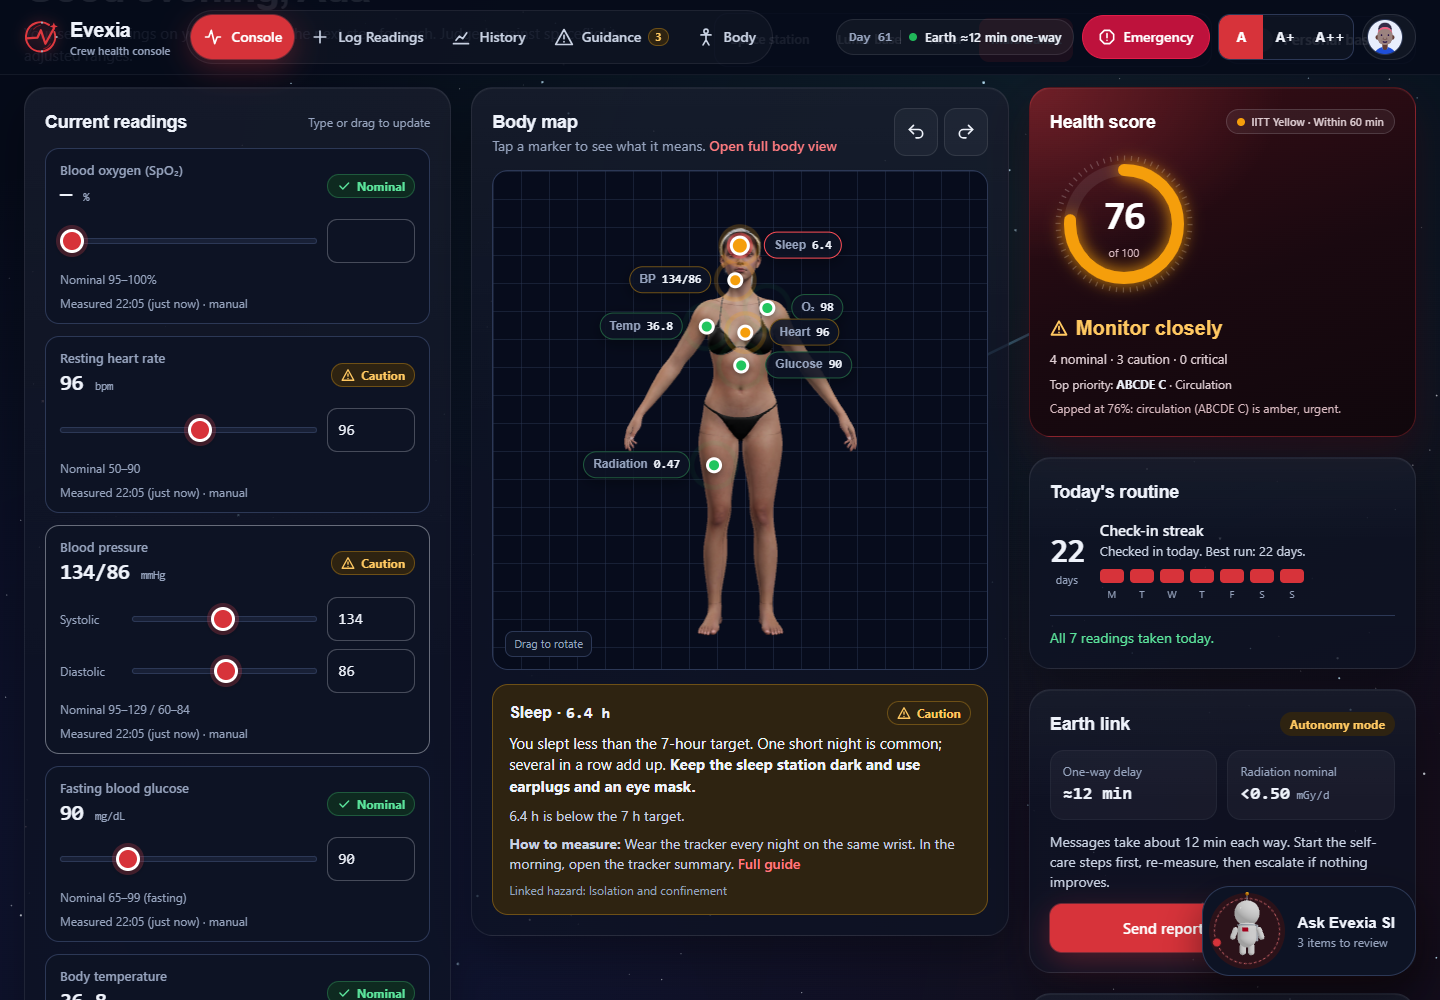 Evexia
Crew health console
Console
Log Readings
History
Guidance 3
Body
Day 61
Earth ≈12 min one-way
Emergency
A
A+
A++
Current readings
Type or drag to update
Blood oxygen (SpO₂)
— %
Nominal
Nominal 95–100%
Measured 22:05 (just now) · manual
Resting heart rate
96 bpm
Caution
96
Nominal 50–90
Measured 22:05 (just now) · manual
Blood pressure
134/86 mmHg
Caution
Systolic
134
Diastolic
86
Nominal 95–129 / 60–84
Measured 22:05 (just now) · manual
Fasting blood glucose
90 mg/dL
Nominal
90
Nominal 65–99 (fasting)
Measured 22:05 (just now) · manual
Body temperature
Nominal
Body map
Tap a marker to see what it means. Open full body view
Sleep 6.4
BP 134/86
O₂ 98
Temp 36.8
Heart 96
Glucose 90
Radiation 0.47
Drag to rotate
Sleep · 6.4 h
Caution
You slept less than the 7-hour target. One short night is common;
several in a row add up. Keep the sleep station dark and use
earplugs and an eye mask.
6.4 h is below the 7 h target.
How to measure: Wear the tracker every night on the same wrist. In the
morning, open the tracker summary. Full guide
Linked hazard: Isolation and confinement
Health score
IITT Yellow · Within 60 min
76
of 100
Monitor closely
4 nominal · 3 caution · 0 critical
Top priority: ABCDE C · Circulation
Capped at 76%: circulation (ABCDE C) is amber, urgent.
Today's routine
22
days
Check-in streak
Checked in today. Best run: 22 days.
M T W T F S S
All 7 readings taken today.
Earth link
Autonomy mode
One-way delay
≈12 min
Radiation nominal
<0.50 mGy/d
Messages take about 12 min each way. Start the self-
care steps first, re-measure, then escalate if nothing
improves.
Send report
Ask Evexia SI
3 items to review